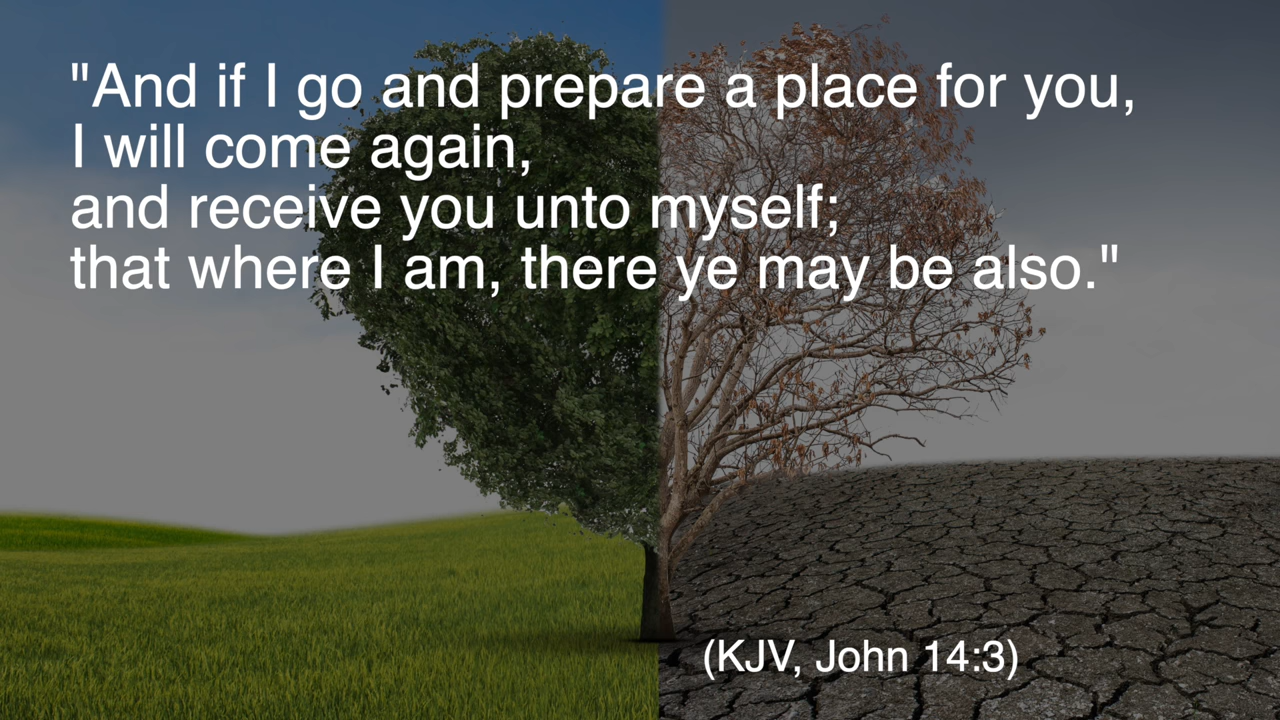 "And if I go and prepare a place for you,
I will come again,
and receive you unto myself;
that where I am, there ye may be also."
(KJV, John 14:3)